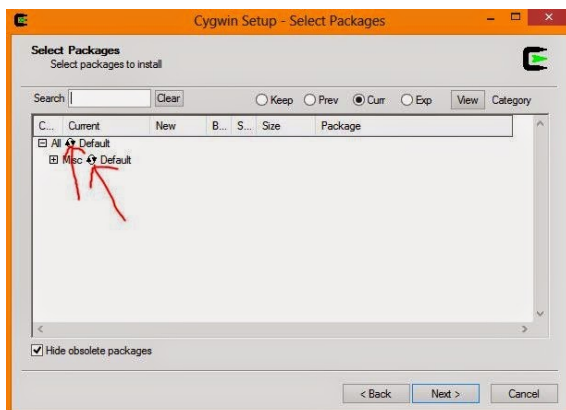 Cygwin Setup - Select Packages
Select Packages
Select packages to install
Search Clear Keep Prev Curr Exp View Category
C... Current New B... S... Size Package
All Default
Misc Default
Hide obsolete packages
< Back Next > Cancel